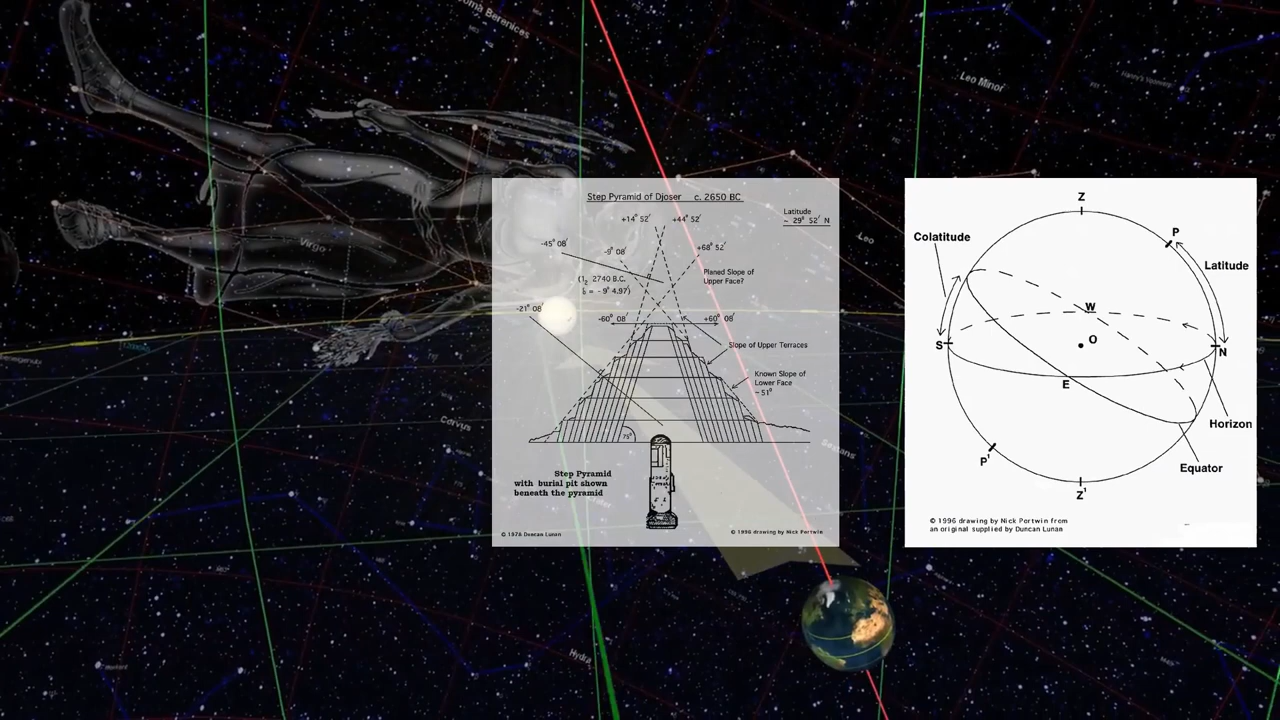 Coma Berenices
Leo Minor
Virgo
Leo
Corvus
Sextans
Hydra
Step Pyramid of Djoser c. 2650 BC
Latitude
~ 29° 52' N
+14° 52'
+44° 52'
-45° 08'
-9° 08'
+68° 52'
Planed Slope of
Upper Face?
-21° 08'
-60° 08'
+60° 08'
Slope of Upper Terraces
Known Slope of
Lower Face
~ 51°
75°
Step Pyramid
with burial pit shown
beneath the pyramid
© 1978 Duncan Lunan
© 1996 drawing by Nick Portwin
Z
P
Colatitude
Latitude
W
O
S
N
E
Horizon
P'
Equator
Z'
© 1996 drawing by Nick Portwin from
an original supplied by Duncan Lunan